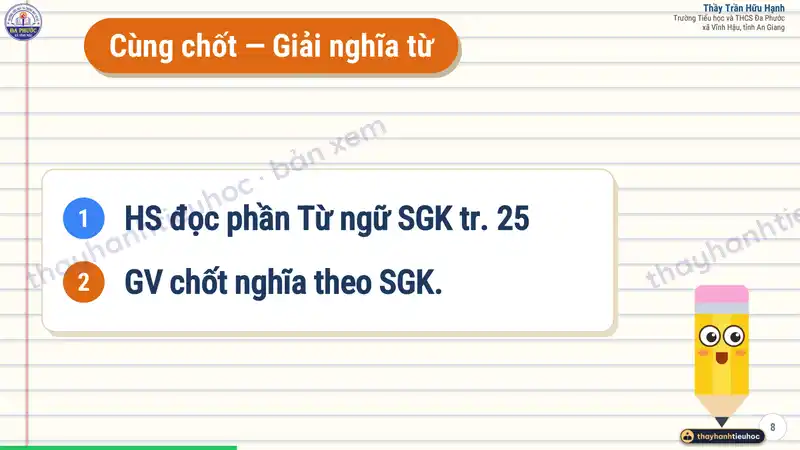 Thầy Trần Hữu Hạnh
Trường Tiểu học và THCS Đa Phước
xã Vĩnh Hậu, tỉnh An Giang
ĐA PHƯỚC
Cùng chốt — Giải nghĩa từ
thayhanhtieuhoc · bản xem
1 HS đọc phần Từ ngữ SGK tr. 25
2 GV chốt nghĩa theo SGK.
thayhanhtie
thayhanhtieuhoc
8